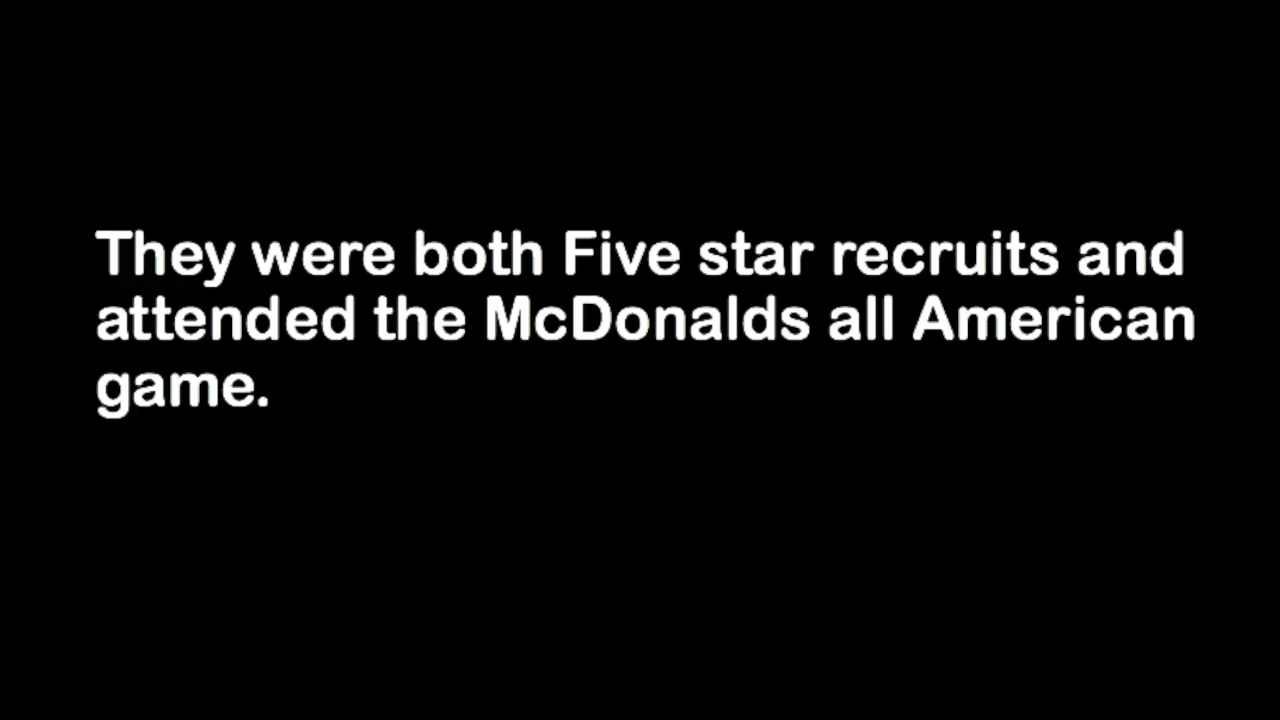 They were both Five star recruits and
attended the McDonalds all American
game.